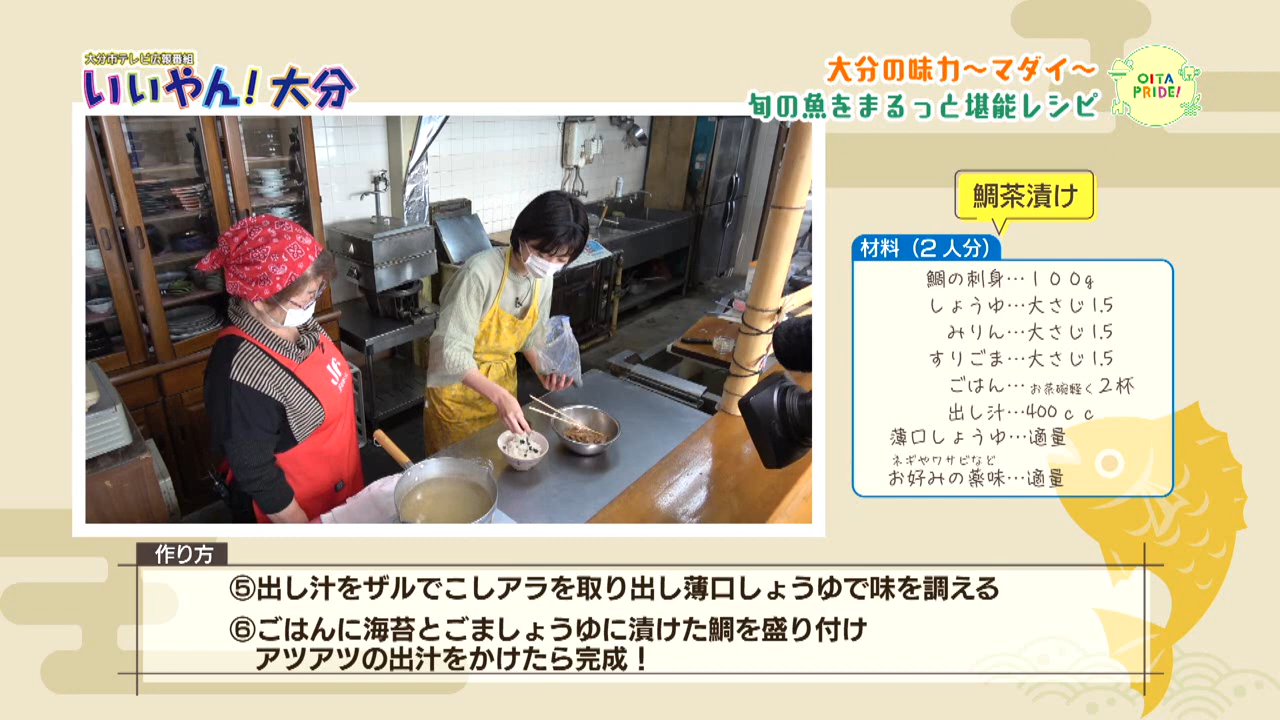 大分市テレビ広報番組
いいやん!大分
大分の味力〜マダイ〜
旬の魚をまるっと堪能レシピ
OITA
PRIDE!
鯛茶漬け
材料(2人分)
鯛の刺身…100g
しょうゆ…大さじ1.5
みりん…大さじ1.5
すりごま…大さじ1.5
ごはん…お茶碗軽く2杯
出し汁…400cc
薄口しょうゆ…適量
ネギやワサビなど
お好みの薬味…適量
JF
作り方
⑤出し汁をザルでこしアラを取り出し薄口しょうゆで味を調える
⑥ごはんに海苔とごましょうゆに漬けた鯛を盛り付け
アツアツの出汁をかけたら完成!